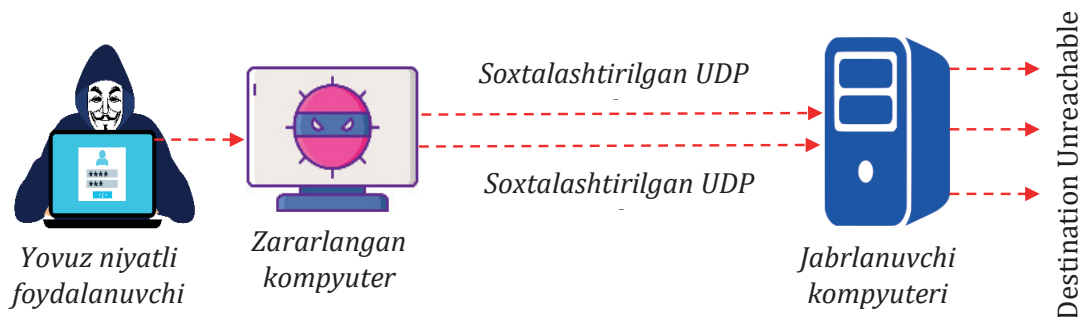 Soxtalashtirilgan UDP
Soxtalashtirilgan UDP
Yovuz niyatli
foydalanuvchi
Zararlangan
kompyuter
Jabrlanuvchi
kompyuteri
Destination Unreachable